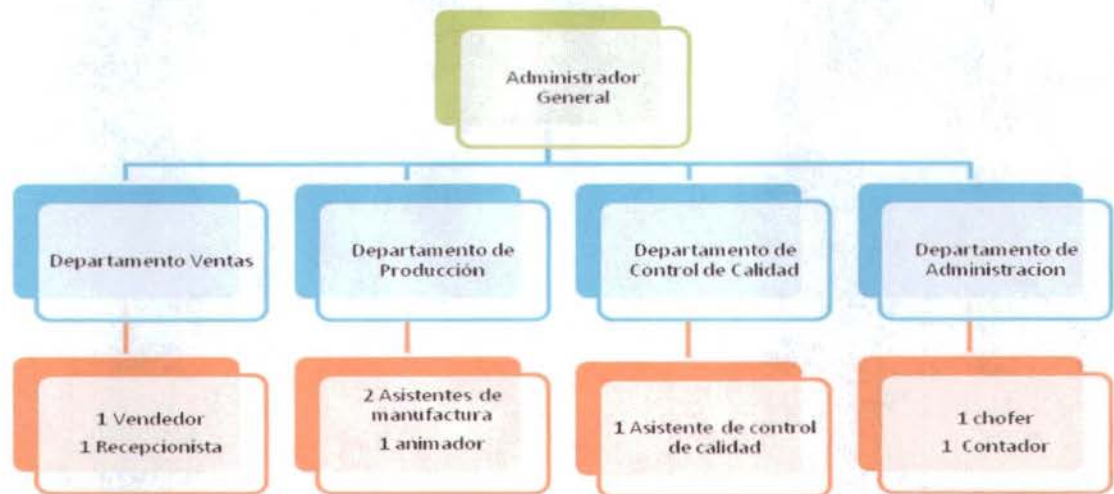 Administrador
General
Departamento Ventas
Departamento de
Producción
Departamento de
Control de Calidad
Departamento de
Administracion
1 Vendedor
1 Recepcionista
2 Asistentes de
manufactura
1 animador
1 Asistente de control
de calidad
1 chofer
1 Contador